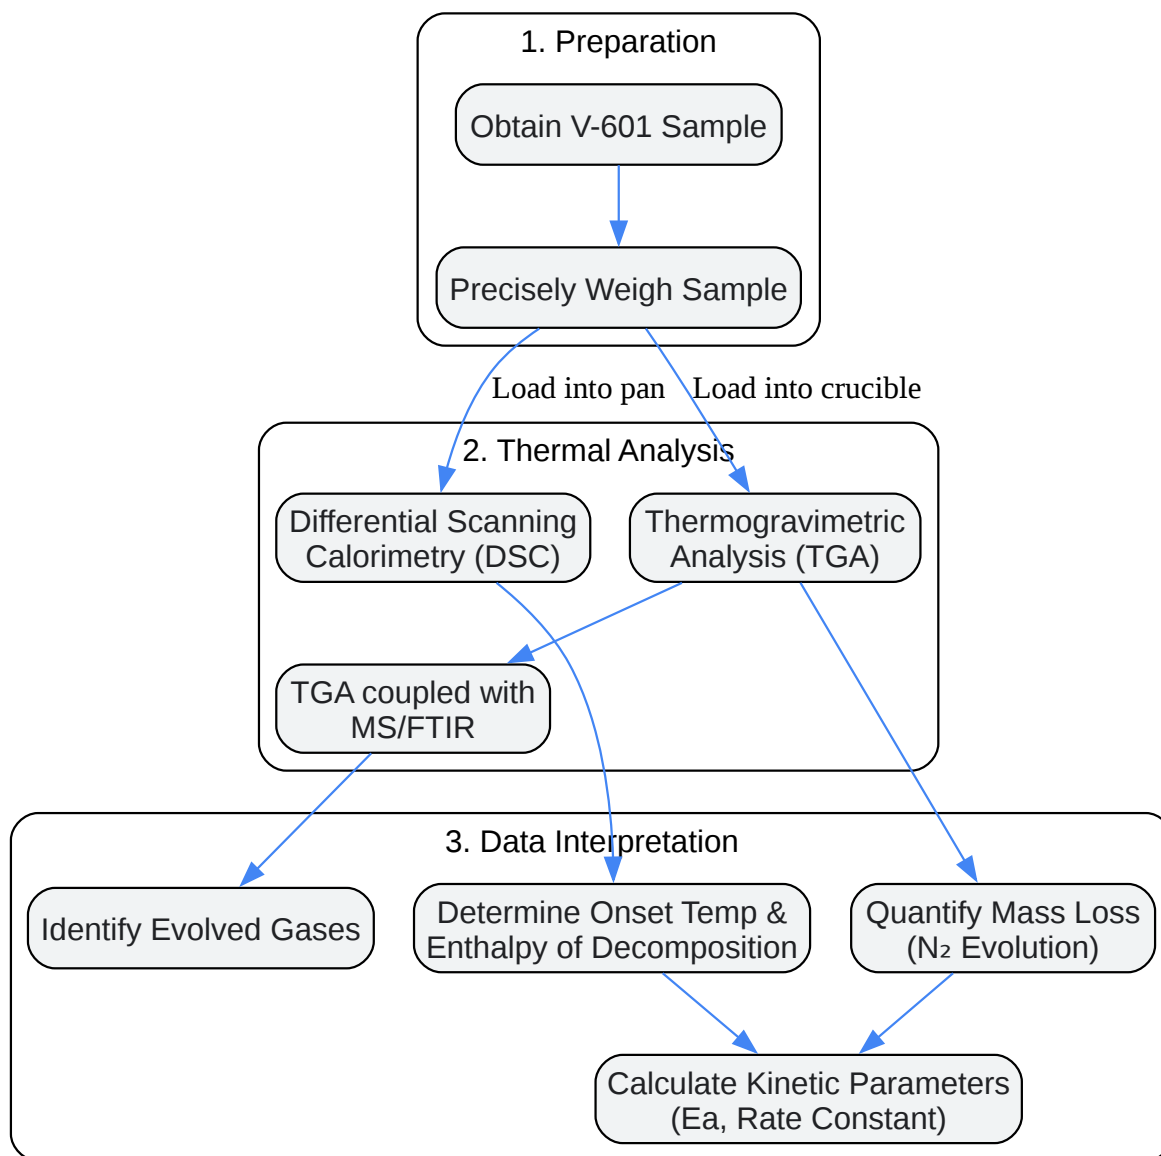 1. Preparation
Obtain V-601 Sample
Precisely Weigh Sample
Load into pan
Load into crucible
2. Thermal Analysis
Differential Scanning
Calorimetry (DSC)
Thermogravimetric
Analysis (TGA)
TGA coupled with
MS/FTIR
3. Data Interpretation
Identify Evolved Gases
Determine Onset Temp &
Enthalpy of Decomposition
Quantify Mass Loss
(N₂ Evolution)
Calculate Kinetic Parameters
(Ea, Rate Constant)